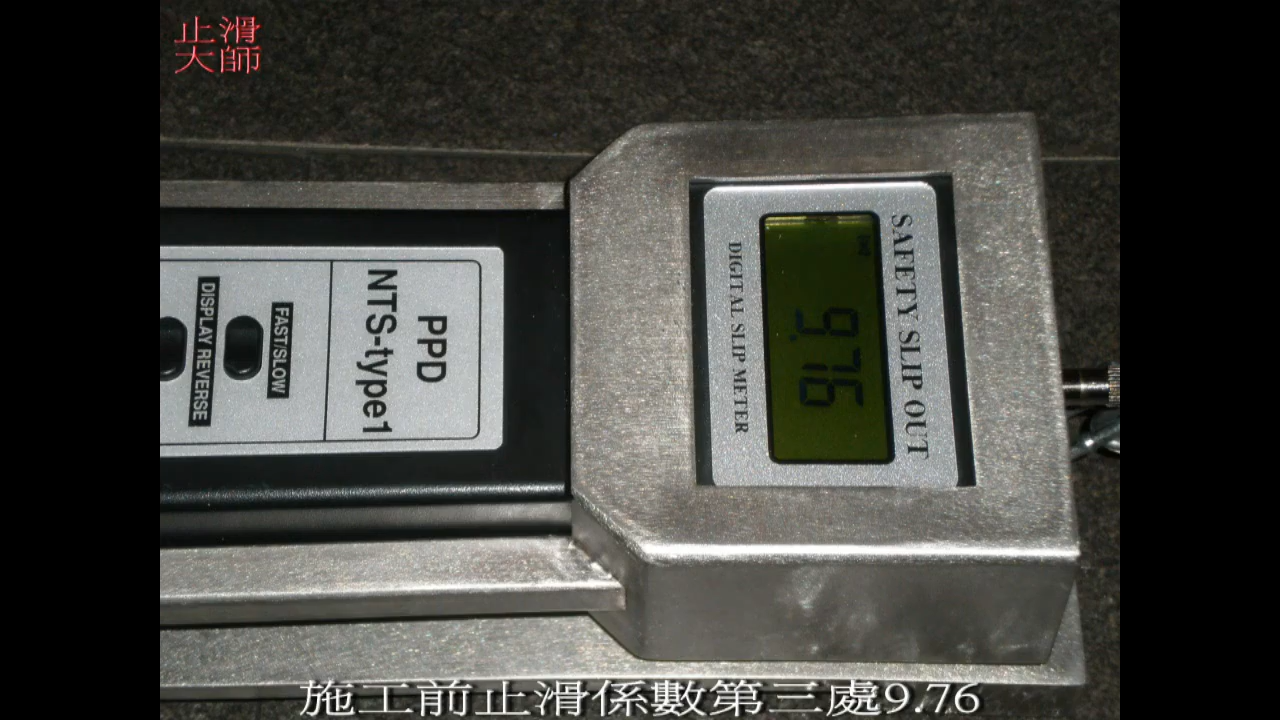 止滑
大師
SAFETY SLIP OUT
9.76
DIGITAL SLIP METER
PPD
NTS-type1
FAST/SLOW
DISPLAY REVERSE
施工前止滑係數第三處9.76